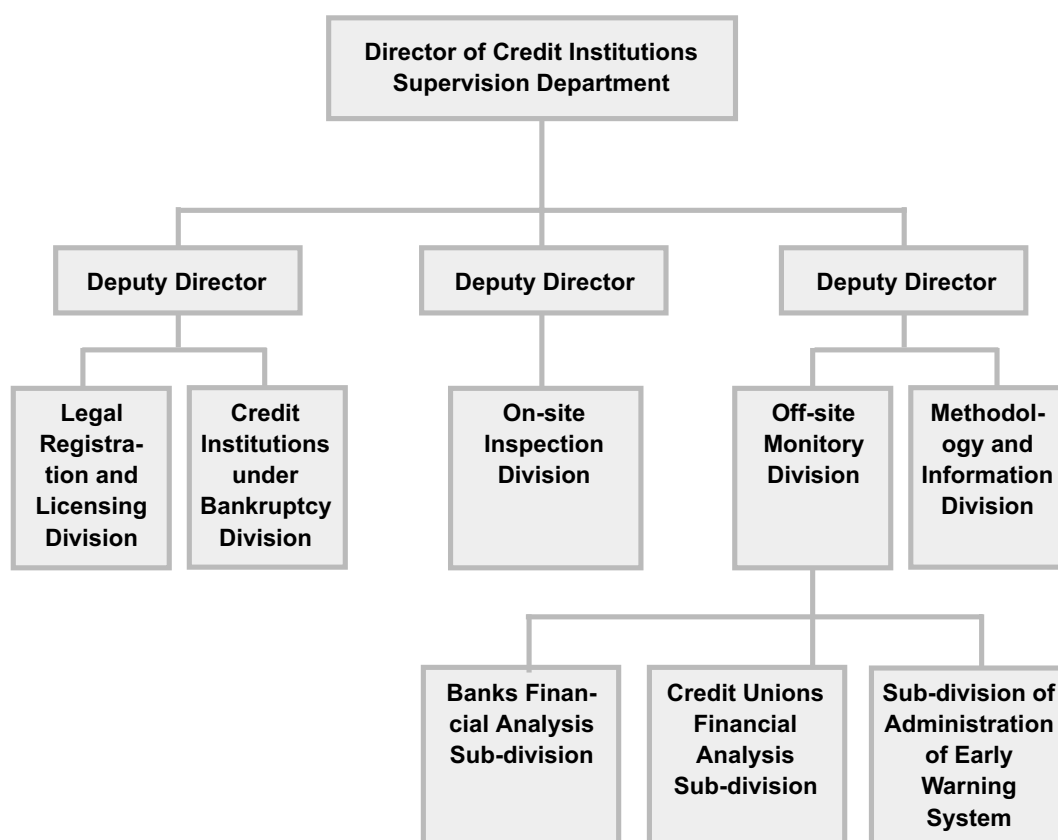 Director of Credit Institutions
Supervision Department
Deputy Director
Deputy Director
Deputy Director
Legal
Registra-
tion and
Licensing
Division
Credit
Institutions
under
Bankruptcy
Division
On-site
Inspection
Division
Off-site
Monitory
Division
Methodol-
ogy and
Information
Division
Banks Finan-
cial Analysis
Sub-division
Credit Unions
Financial
Analysis
Sub-division
Sub-division of
Administration
of Early
Warning
System